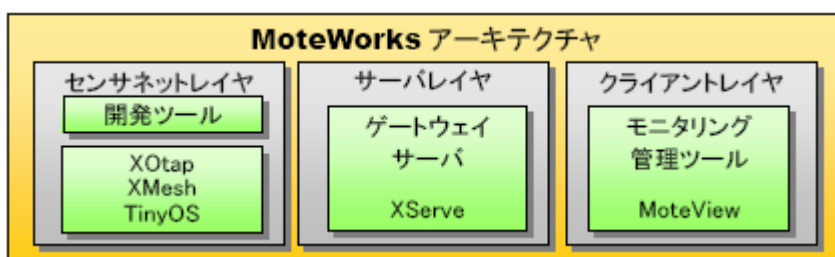 MoteWorks アーキテクチャ
センサネットレイヤ
開発ツール
XOtap
XMesh
TinyOS
サーバレイヤ
ゲートウェイ
サーバ
XServe
クライアントレイヤ
モニタリング
管理ツール
MoteView